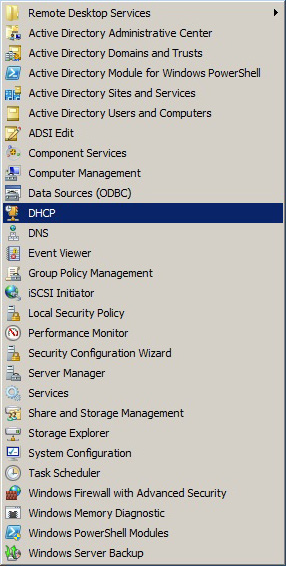 Remote Desktop Services
Active Directory Administrative Center
Active Directory Domains and Trusts
Active Directory Module for Windows PowerShell
Active Directory Sites and Services
Active Directory Users and Computers
ADSI Edit
Component Services
Computer Management
Data Sources (ODBC)
DHCP
DNS
Event Viewer
Group Policy Management
iSCSI Initiator
Local Security Policy
Performance Monitor
Security Configuration Wizard
Server Manager
Services
Share and Storage Management
Storage Explorer
System Configuration
Task Scheduler
Windows Firewall with Advanced Security
Windows Memory Diagnostic
Windows PowerShell Modules
Windows Server Backup